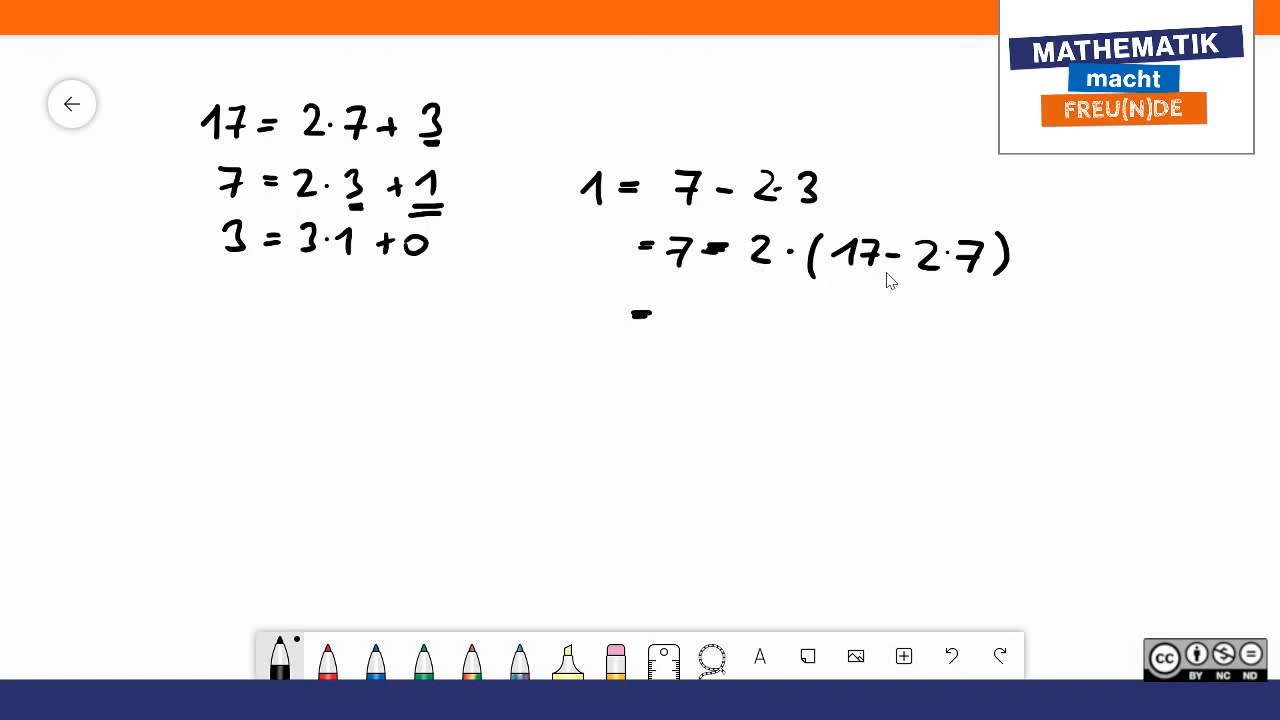 MATHEMATIK
macht
FREU(N)DE
17 = 2·7 + 3
7 = 2·3 + 1
3 = 3·1 + 0
1 = 7 - 2·3
= 7 - 2·(17 - 2·7)
=
A
cc
BY NC ND